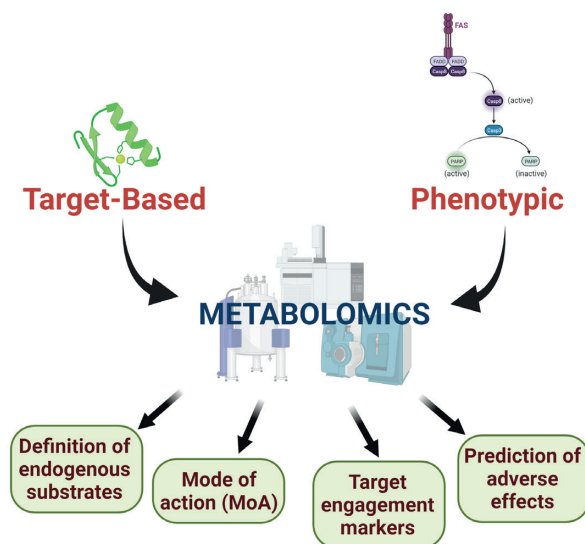 FAS
FADD FADD
Casp8 Casp8
Casp8 (active)
Casp3
PARP PARP
(active) (inactive)
Target-Based
Phenotypic
METABOLOMICS
Definition of
endogenous
substrates
Mode of
action (MoA)
Target
engagement
markers
Prediction of
adverse
effects